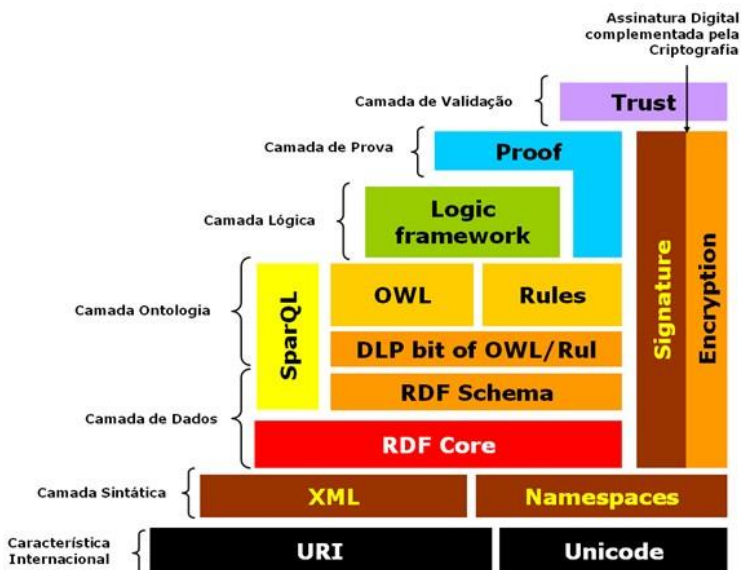 Assinatura Digital
complementada pela
Criptografia
Camada de Validação
Trust
Camada de Prova
Proof
Camada Lógica
Logic
framework
Signature
Encryption
Camada Ontologia
SparQL
OWL
Rules
DLP bit of OWL/Rul
RDF Schema
Camada de Dados
RDF Core
Camada Sintática
XML
Namespaces
Característica
Internacional
URI
Unicode